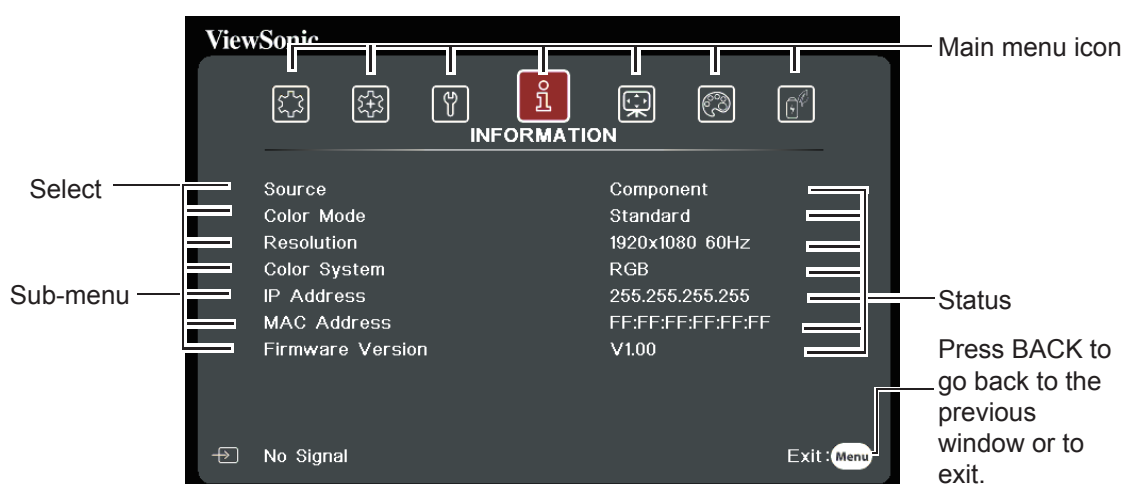 ViewSonic
Main menu icon
INFORMATION
Select
Source Component
Color Mode Standard
Resolution 1920x1080 60Hz
Color System RGB
Sub-menu
IP Address 255.255.255.255
Status
MAC Address FF:FF:FF:FF:FF:FF
Firmware Version V1.00
Press BACK to
go back to the
previous
window or to
exit.
No Signal Exit : Menu